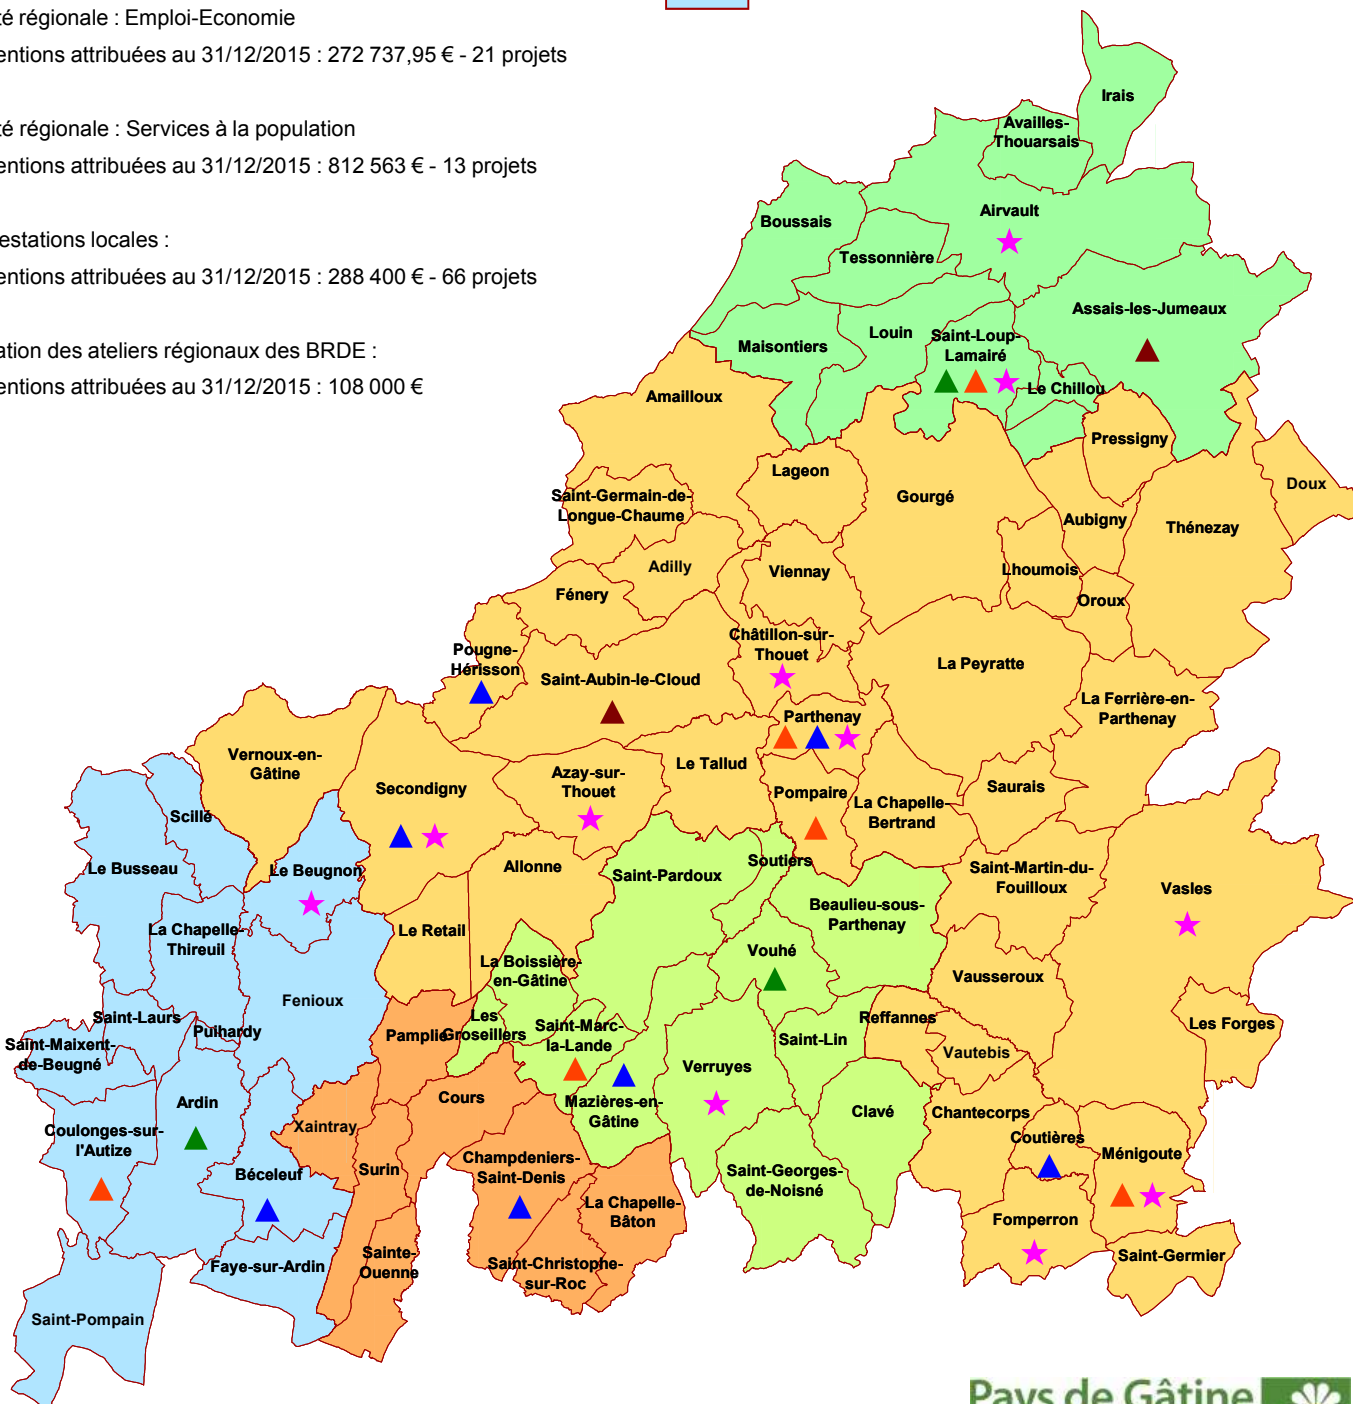 té régionale : Emploi-Economie
entions attribuées au 31/12/2015 : 272 737,95 € - 21 projets
té régionale : Services à la population
entions attribuées au 31/12/2015 : 812 563 € - 13 projets
estations locales :
entions attribuées au 31/12/2015 : 288 400 € - 66 projets
ation des ateliers régionaux des BRDE :
entions attribuées au 31/12/2015 : 108 000 €
Irais
Availles-
Thouarsais
Airvault
Boussais
Tessonnière
Assais-les-Jumeaux
Louin
Saint-Loup-
Lamairé
Maisontiers
Le Chillou
Amailloux
Pressigny
Lageon
Doux
Saint-Germain-de-
Longue-Chaume
Gourgé
Aubigny
Thénezay
Adilly
Viennay
Lhoumois
Fénery
Oroux
Châtillon-sur-
Thouet
Pougne-
Hérisson
La Peyratte
Saint-Aubin-le-Cloud
La Ferrière-en-
Parthenay
Parthenay
Vernoux-en-
Gâtine
Le Tallud
Azay-sur-
Thouet
Secondigny
Pompaire
Saurais
La Chapelle-
Bertrand
Scillé
Le Busseau
Le Beugnon
Allonne
Soutiers
Saint-Pardoux
Saint-Martin-du-
Fouilloux
Vasles
Beaulieu-sous-
Parthenay
La Chapelle-
Thireuil
Le Retail
Vouhé
La Boissière-
en-Gâtine
Vausseroux
Fenioux
Saint-Laurs
Puihardy
Les
Groseillers
Pamplie
Saint-Marc-
la-Lande
Reffannes
Les Forges
Saint-Maixent-
de-Beugné
Saint-Lin
Vautebis
Verruyes
Ardin
Cours
Mazières-en-
Gâtine
Clavé
Chantecorps
Xaintray
Coulonges-sur-
l'Autize
Coutières
Ménigoute
Champdeniers-
Saint-Denis
Surin
Béceleuf
Saint-Georges-
de-Noisné
La Chapelle-
Bâton
Fomperron
Saint-Germier
Sainte-
Ouenne
Faye-sur-Ardin
Saint-Christophe-
sur-Roc
Saint-Pompain
Pays de Gâtine